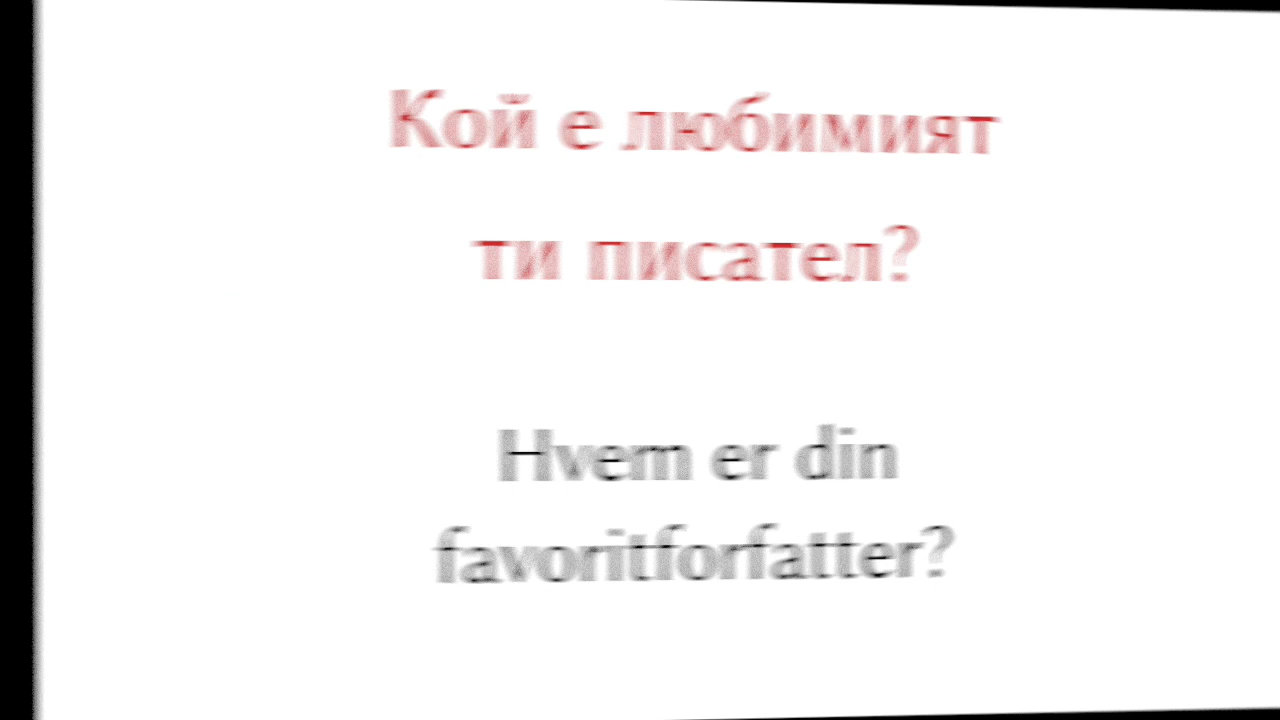 Кой е любимият
ти писател?
Hvem er din
favoritforfatter?